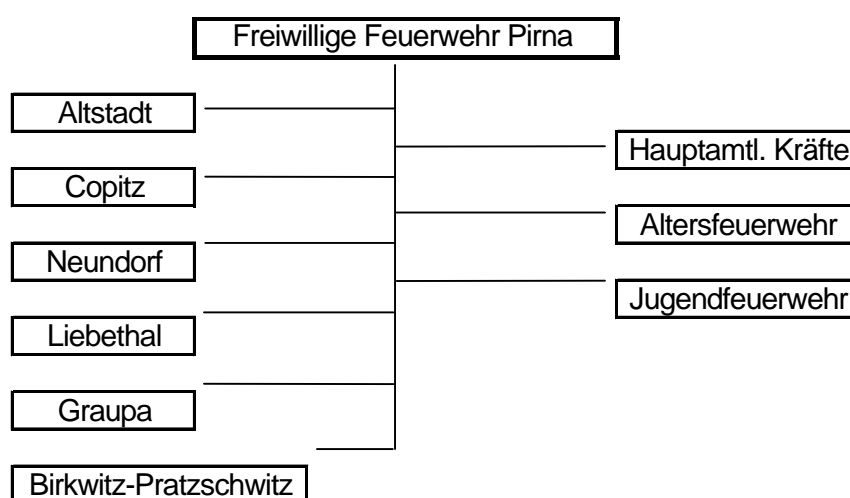 Freiwillige Feuerwehr Pirna
Altstadt
Copitz
Neundorf
Liebethal
Graupa
Birkwitz-Pratzschwitz
Hauptamtl. Kräfte
Altersfeuerwehr
Jugendfeuerwehr